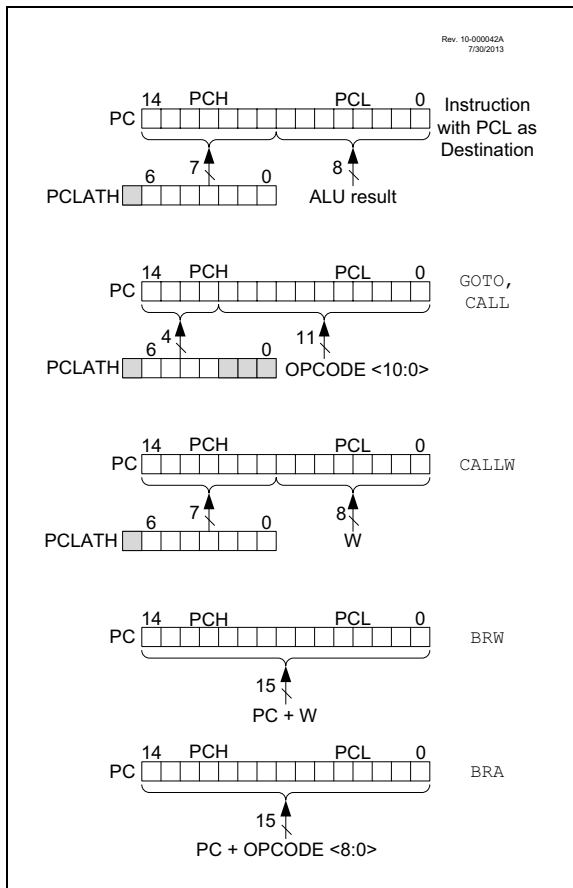 Rev. 10-000042A
7/30/2013
14 PCH PCL 0
PC
Instruction
with PCL as
Destination
6 7 0 8
PCLATH ALU result
14 PCH PCL 0
PC
GOTO,
CALL
6 4 0 11
PCLATH OPCODE <10:0>
14 PCH PCL 0
PC CALLW
6 7 0 8
PCLATH W
14 PCH PCL 0
PC BRW
15
PC + W
14 PCH PCL 0
PC BRA
15
PC + OPCODE <8:0>